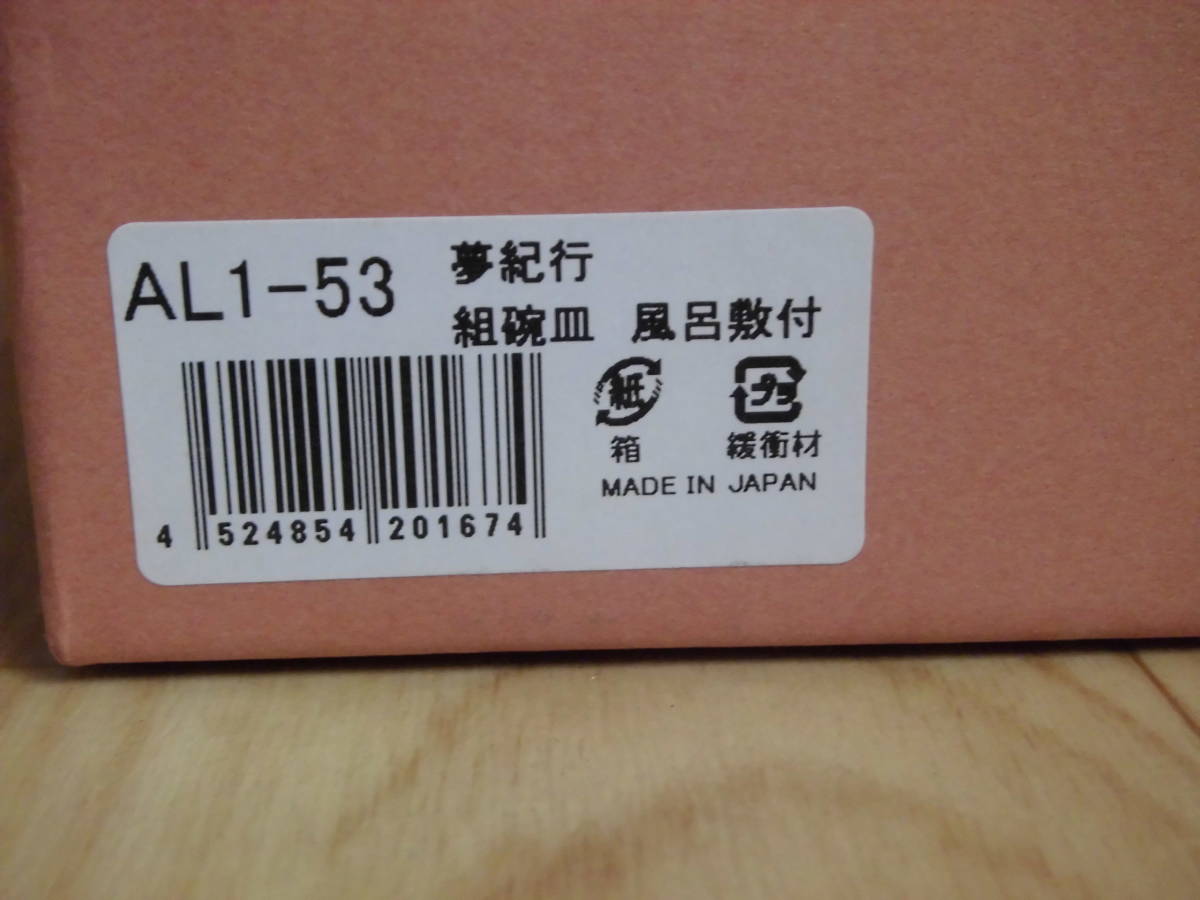 AL1-53
夢紀行
組碗皿 風呂敷付
紙 プラ
箱 緩衝材
MADE IN JAPAN
4 524854 201674